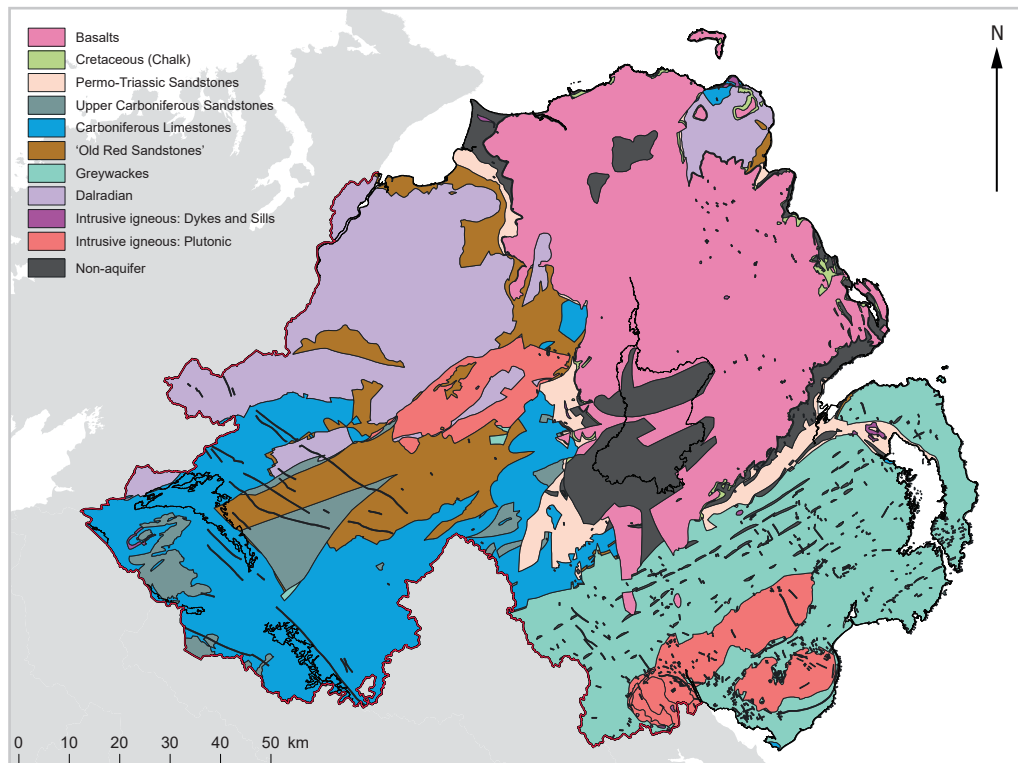 Basalts
Cretaceous (Chalk)
Permo-Triassic Sandstones
Upper Carboniferous Sandstones
Carboniferous Limestones
‘Old Red Sandstones’
Greywackes
Dalradian
Intrusive igneous: Dykes and Sills
Intrusive igneous: Plutonic
Non-aquifer
N
0 10 20 30 40 50 km